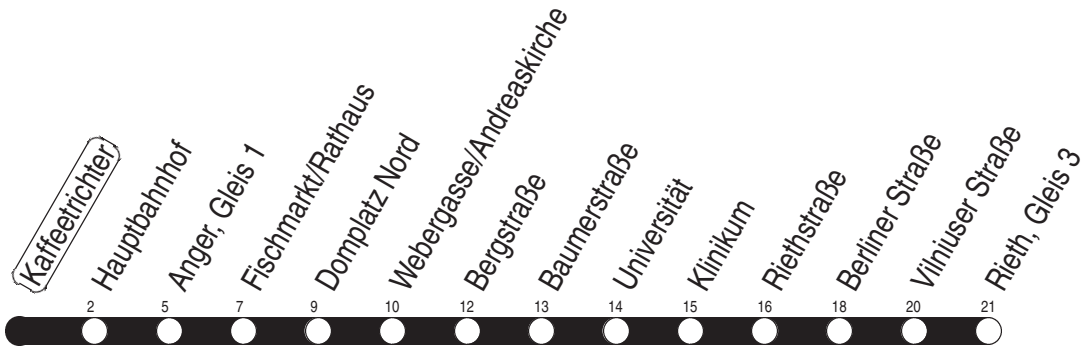 Kaffeetrichter
Hauptbahnhof
Anger, Gleis 1
Fischmarkt/Rathaus
Domplatz Nord
Webergasse/Andreaskirche
Bergstraße
Baumerstraße
Universität
Klinikum
Riethstraße
Berliner Straße
Vilniuser Straße
Rieth, Gleis 3
2 5 7 9 10 12 13 14 15 16 18 20 21